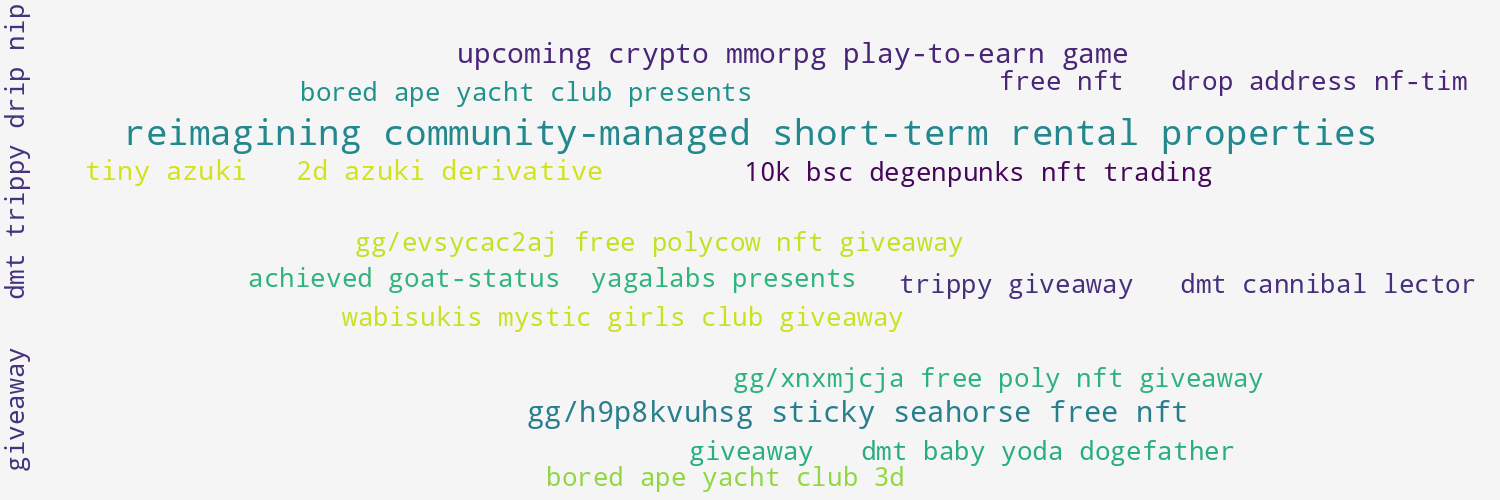 upcoming crypto mmorpg play-to-earn game
free nft   drop address nf-tim
bored ape yacht club presents
reimagining community-managed short-term rental properties
tiny azuki   2d azuki derivative
10k bsc degenpunks nft trading
gg/evsycac2aj free polycow nft giveaway
achieved goat-status  yagalabs presents
trippy giveaway   dmt cannibal lector
wabisukis mystic girls club giveaway
gg/xnxmjcja free poly nft giveaway
gg/h9p8kvuhsg sticky seahorse free nft
giveaway   dmt baby yoda dogefather
bored ape yacht club 3d
giveaway   dmt trippy drip nip